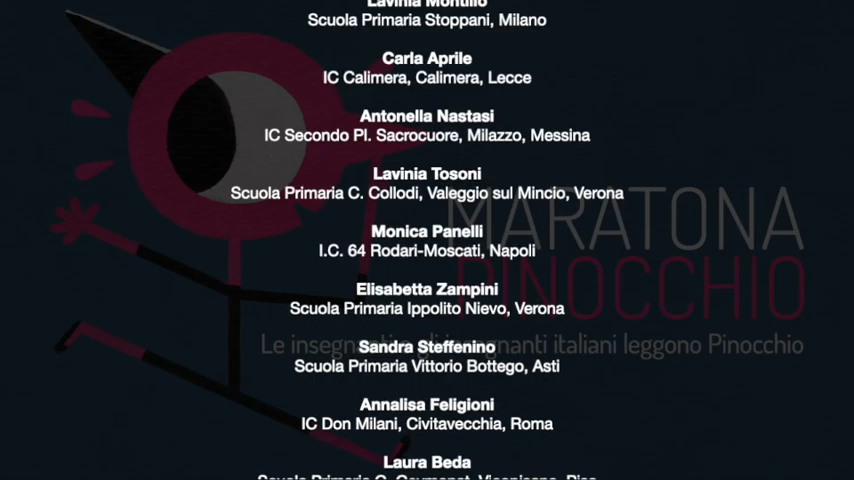 Lavinia Montillo
Scuola Primaria Stoppani, Milano
Carla Aprile
IC Calimera, Calimera, Lecce
Antonella Nastasi
IC Secondo Pl. Sacrocuore, Milazzo, Messina
Lavinia Tosoni
Scuola Primaria C. Collodi, Valeggio sul Mincio, Verona
Monica Panelli
I.C. 64 Rodari-Moscati, Napoli
Elisabetta Zampini
Scuola Primaria Ippolito Nievo, Verona
Sandra Steffenino
Scuola Primaria Vittorio Bottego, Asti
Annalisa Feligioni
IC Don Milani, Civitavecchia, Roma
Laura Beda
MARATONA
PINOCCHIO
Le insegnanti italiani leggono Pinocchio